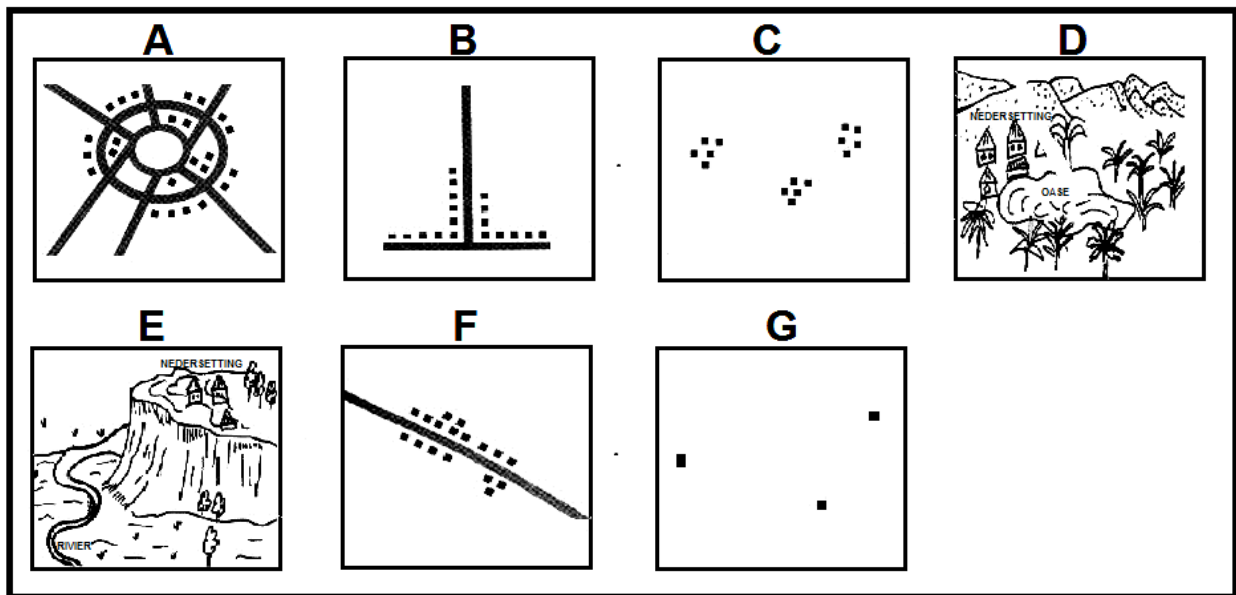 A B C D
NEDERSETTING
OASE
E F G
NEDERSETTING
RIVIER